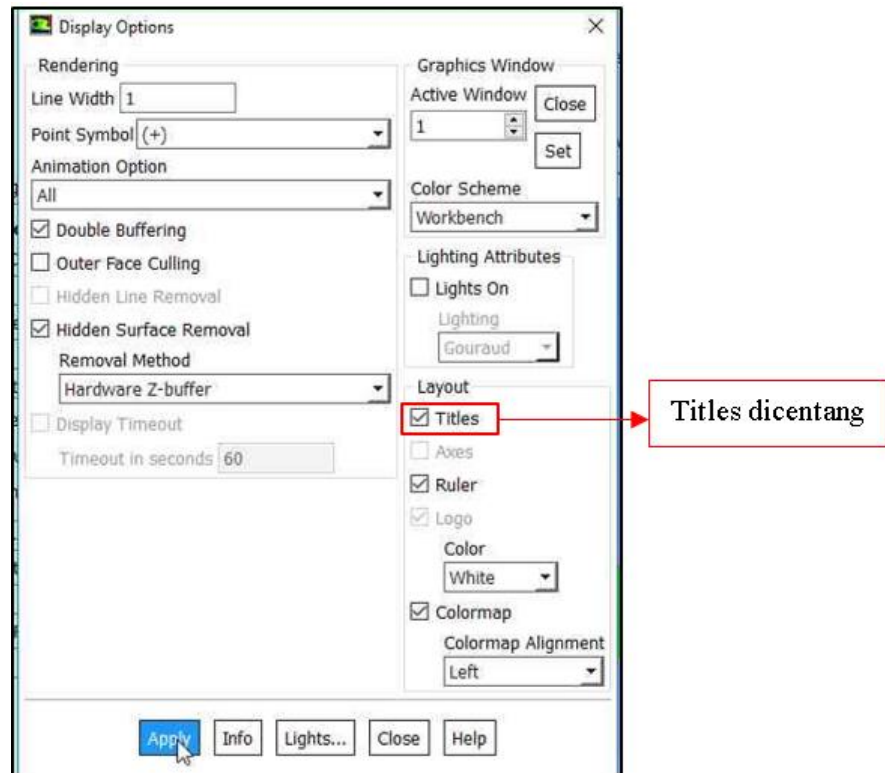 Display Options
Rendering
Line Width 1
Point Symbol (+)
Animation Option
All
Double Buffering
Outer Face Culling
Hidden Line Removal
Hidden Surface Removal
Removal Method
Hardware Z-buffer
Display Timeout
Timeout in seconds 60
Graphics Window
Active Window
1
Close
Set
Color Scheme
Workbench
Lighting Attributes
Lights On
Lighting
Gouraud
Layout
Titles
Axes
Ruler
Logo
Color
White
Colormap
Colormap Alignment
Left
Titles dicentang
Apply Info Lights... Close Help